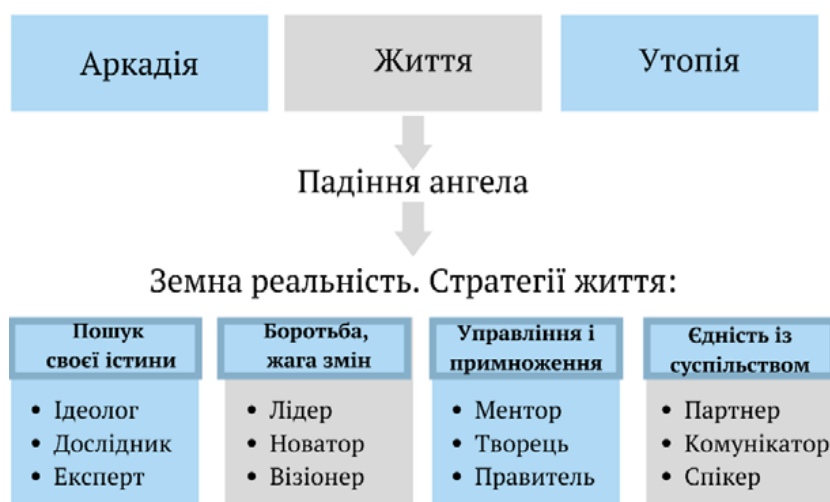 Аркадія
Життя
Утопія
Падіння ангела
Земна реальність. Стратегії життя:
Пошук
своєї істини
• Ідеолог
• Дослідник
• Експерт
Боротьба,
жага змін
• Лідер
• Новатор
• Візіонер
Управління і
примноження
• Ментор
• Творець
• Правитель
Єдність із
суспільством
• Партнер
• Комунікатор
• Спікер